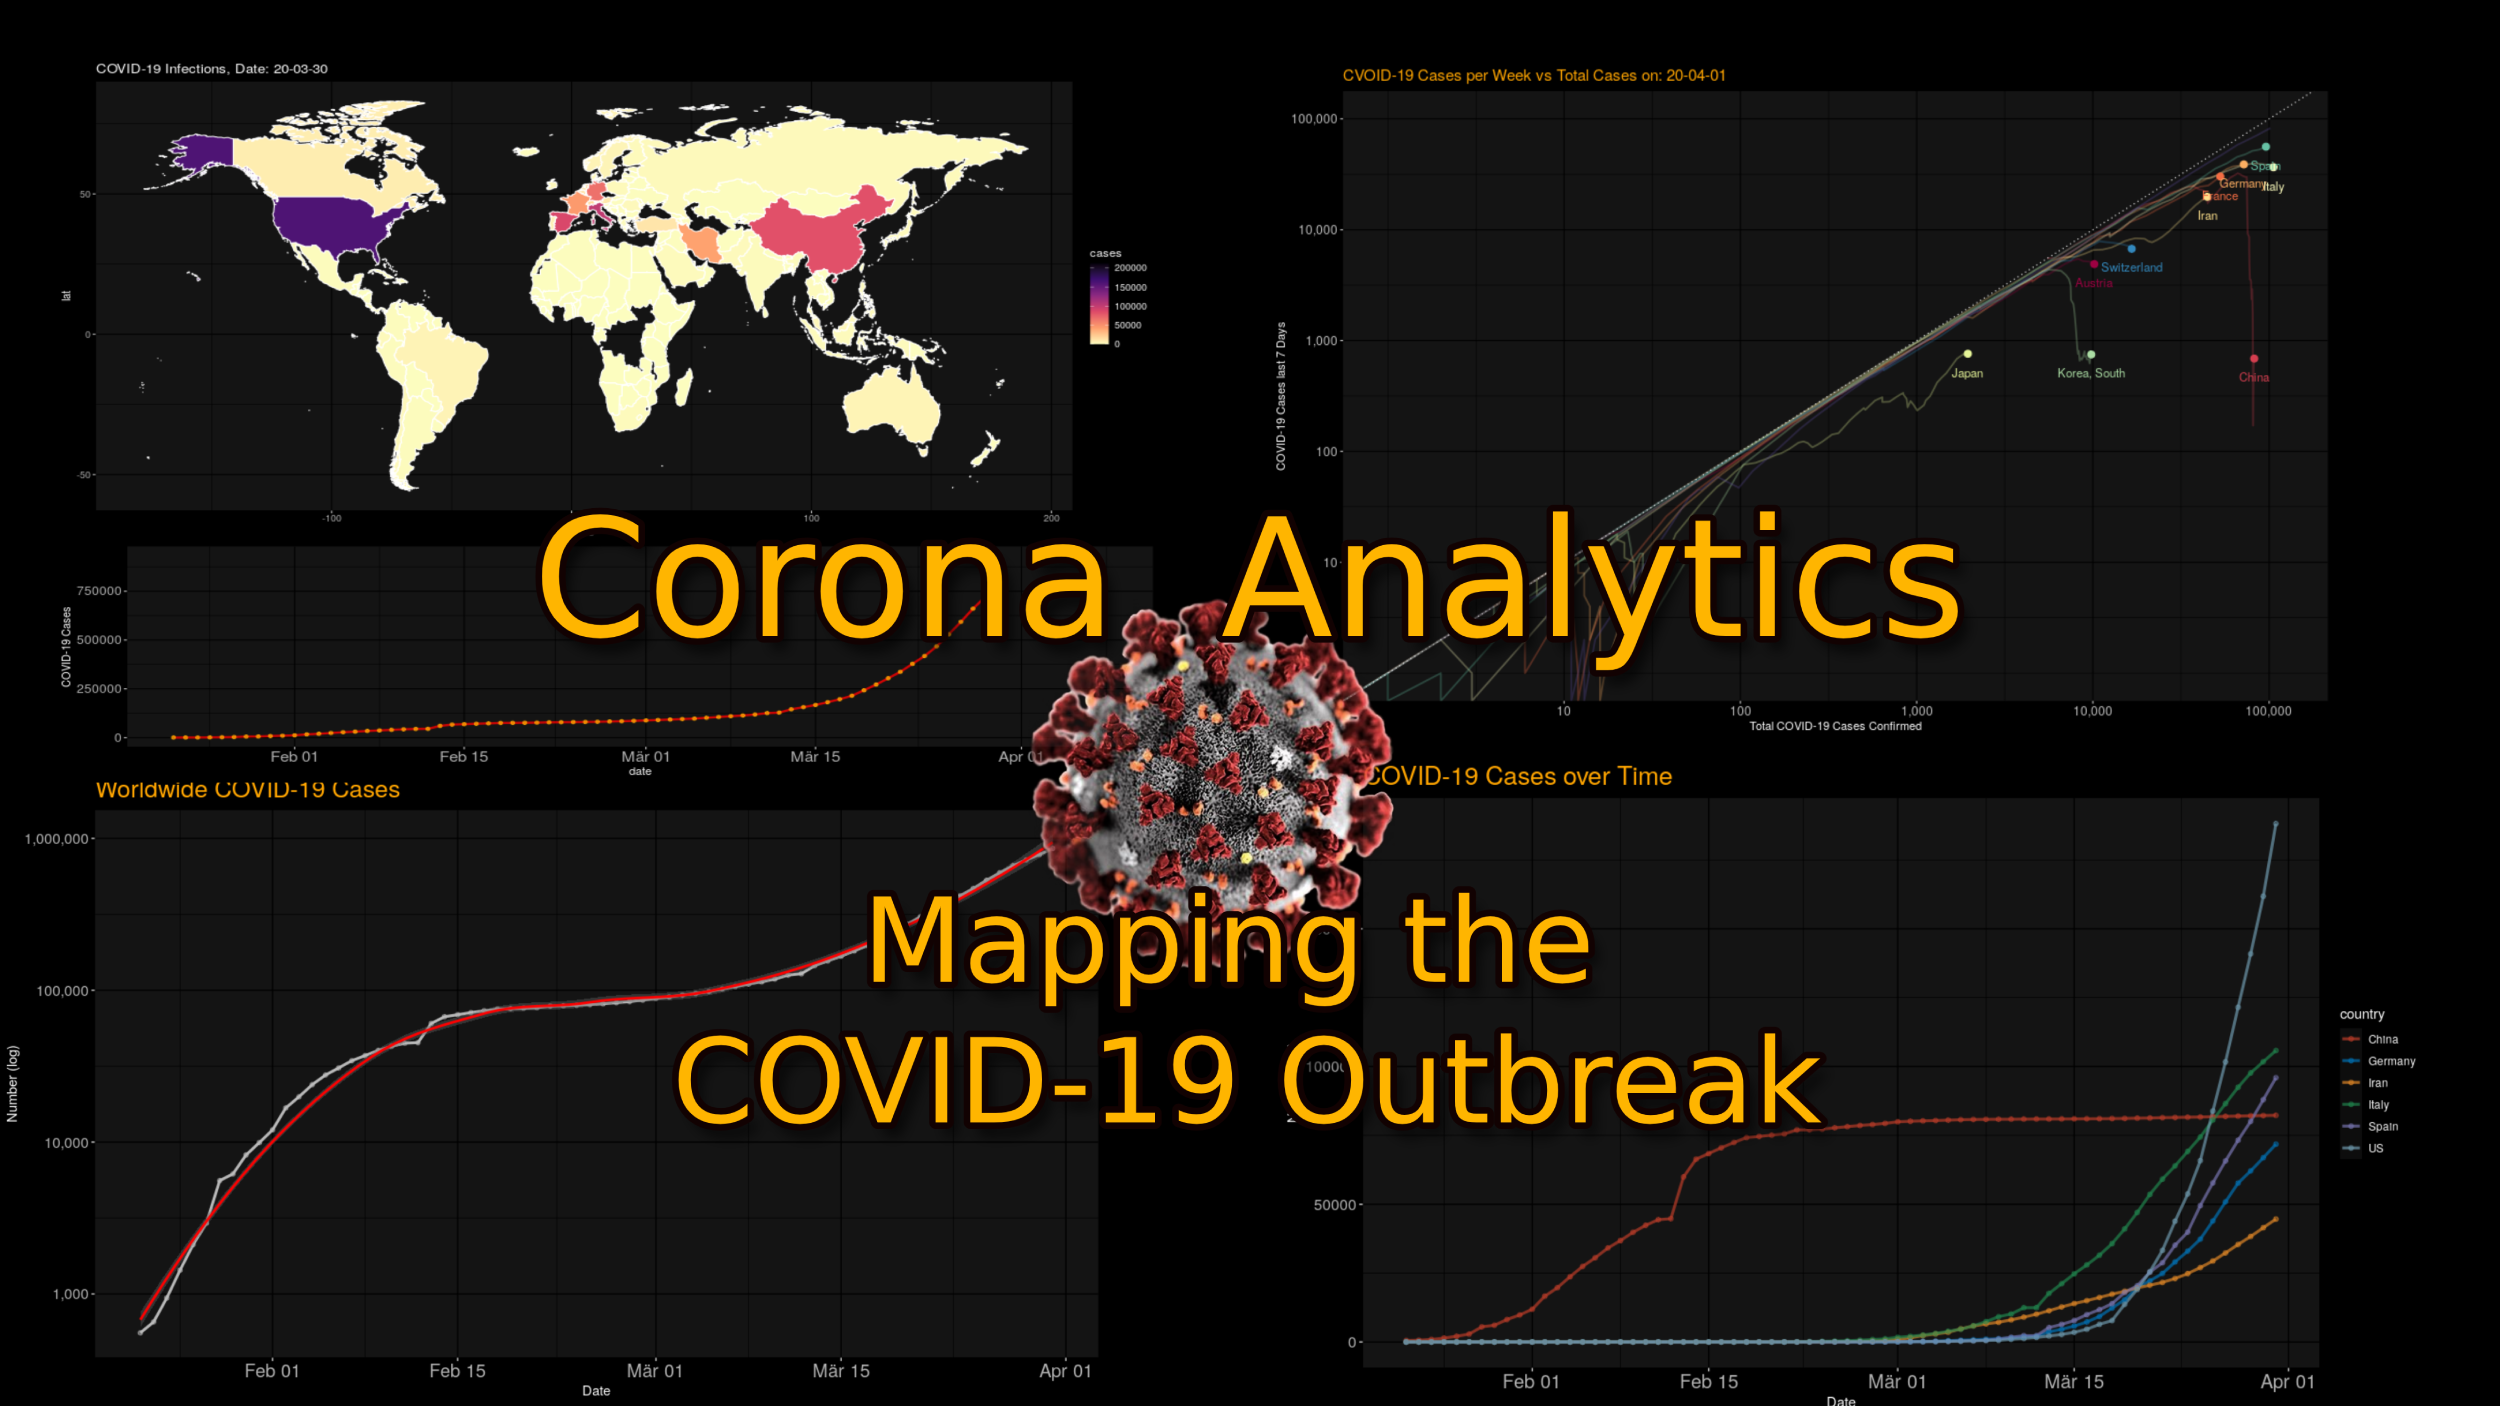 COVID-19 Infections, Date: 20-03-30
50
0
-50
lat
-100
100
200
cases
200000
150000
100000
50000
0
CVOID-19 Cases per Week vs Total Cases on: 20-04-01
100,000
10,000
1,000
100
10
COVID-19 Cases last 7 Days
Spain
Germany
Italy
France
Iran
Switzerland
Austria
Japan
Korea, South
China
10
100
1,000
10,000
100,000
Total COVID-19 Cases Confirmed
Corona Analytics
750000
500000
250000
0
COVID-19 Cases
Feb 01
Feb 15
Mär 01
Mär 15
Apr 01
date
Worldwide COVID-19 Cases
1,000,000
100,000
10,000
1,000
Number (log)
Feb 01
Feb 15
Mär 01
Mär 15
Apr 01
Date
Mapping the
COVID-19 Outbreak
COVID-19 Cases over Time
50000
0
Feb 01
Feb 15
Mär 01
Mär 15
Apr 01
Date
country
China
Germany
Iran
Italy
Spain
US